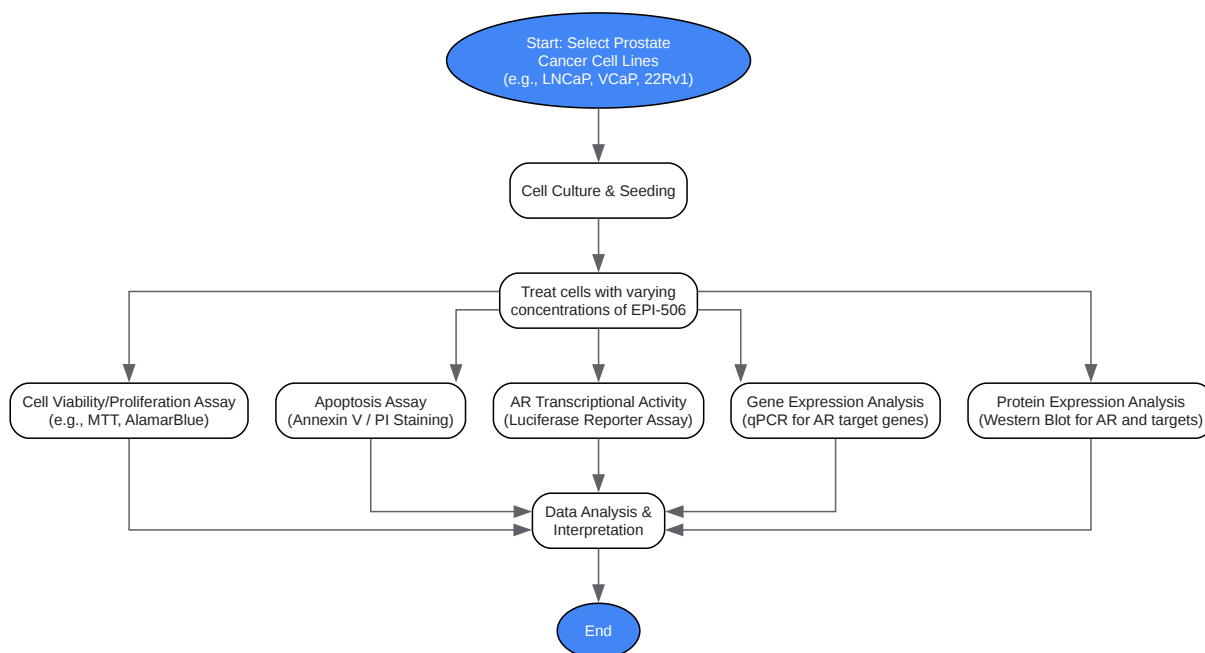 Start: Select Prostate
Cancer Cell Lines
(e.g., LNCaP, VCaP, 22Rv1)
Cell Culture & Seeding
Treat cells with varying
concentrations of EPI-506
Cell Viability/Proliferation Assay
(e.g., MTT, AlamarBlue)
Apoptosis Assay
(Annexin V / PI Staining)
AR Transcriptional Activity
(Luciferase Reporter Assay)
Gene Expression Analysis
(qPCR for AR target genes)
Protein Expression Analysis
(Western Blot for AR and targets)
Data Analysis &
Interpretation
End